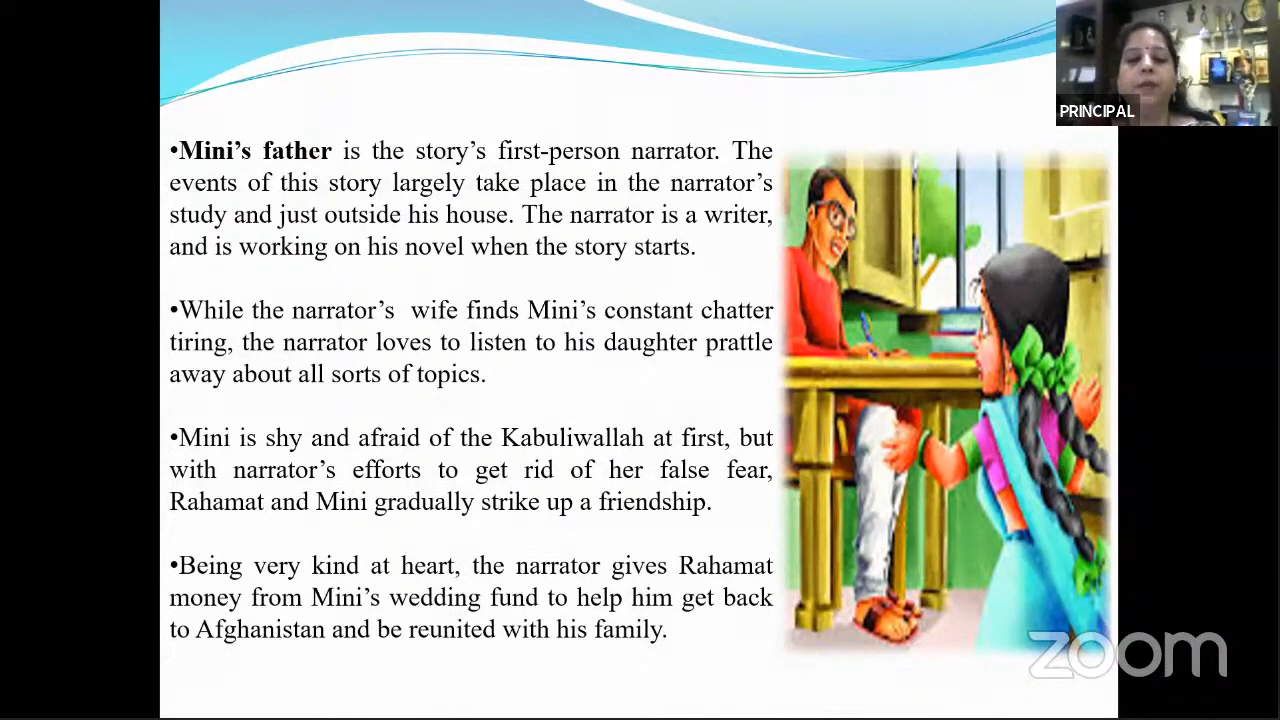 PRINCIPAL
•Mini’s father is the story’s first-person narrator. The
events of this story largely take place in the narrator’s
study and just outside his house. The narrator is a writer,
and is working on his novel when the story starts.
•While the narrator’s  wife finds Mini’s constant chatter
tiring, the narrator loves to listen to his daughter prattle
away about all sorts of topics.
•Mini is shy and afraid of the Kabuliwallah at first, but
with narrator’s efforts to get rid of her false fear,
Rahamat and Mini gradually strike up a friendship.
•Being very kind at heart, the narrator gives Rahamat
money from Mini’s wedding fund to help him get back
to Afghanistan and be reunited with his family.
zoom